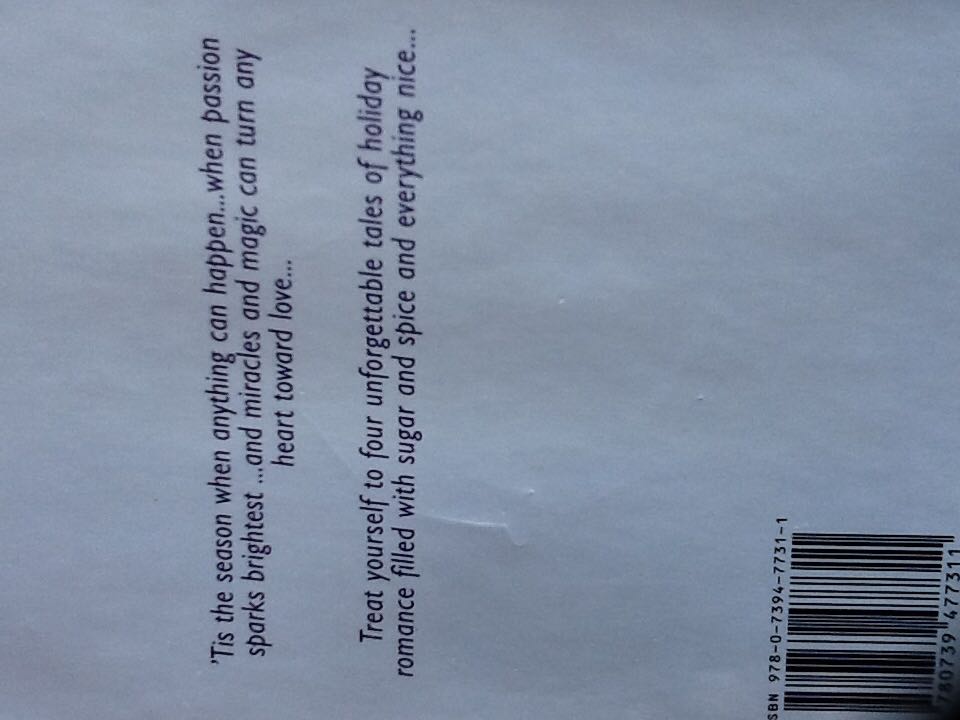 'Tis the season when anything can happen...when passion
sparks brightest ...and miracles and magic can turn any
heart toward love...
Treat yourself to four unforgettable tales of holiday
romance filled with sugar and spice and everything nice...
SBN 978-0-7394-7731-1
780739 477311